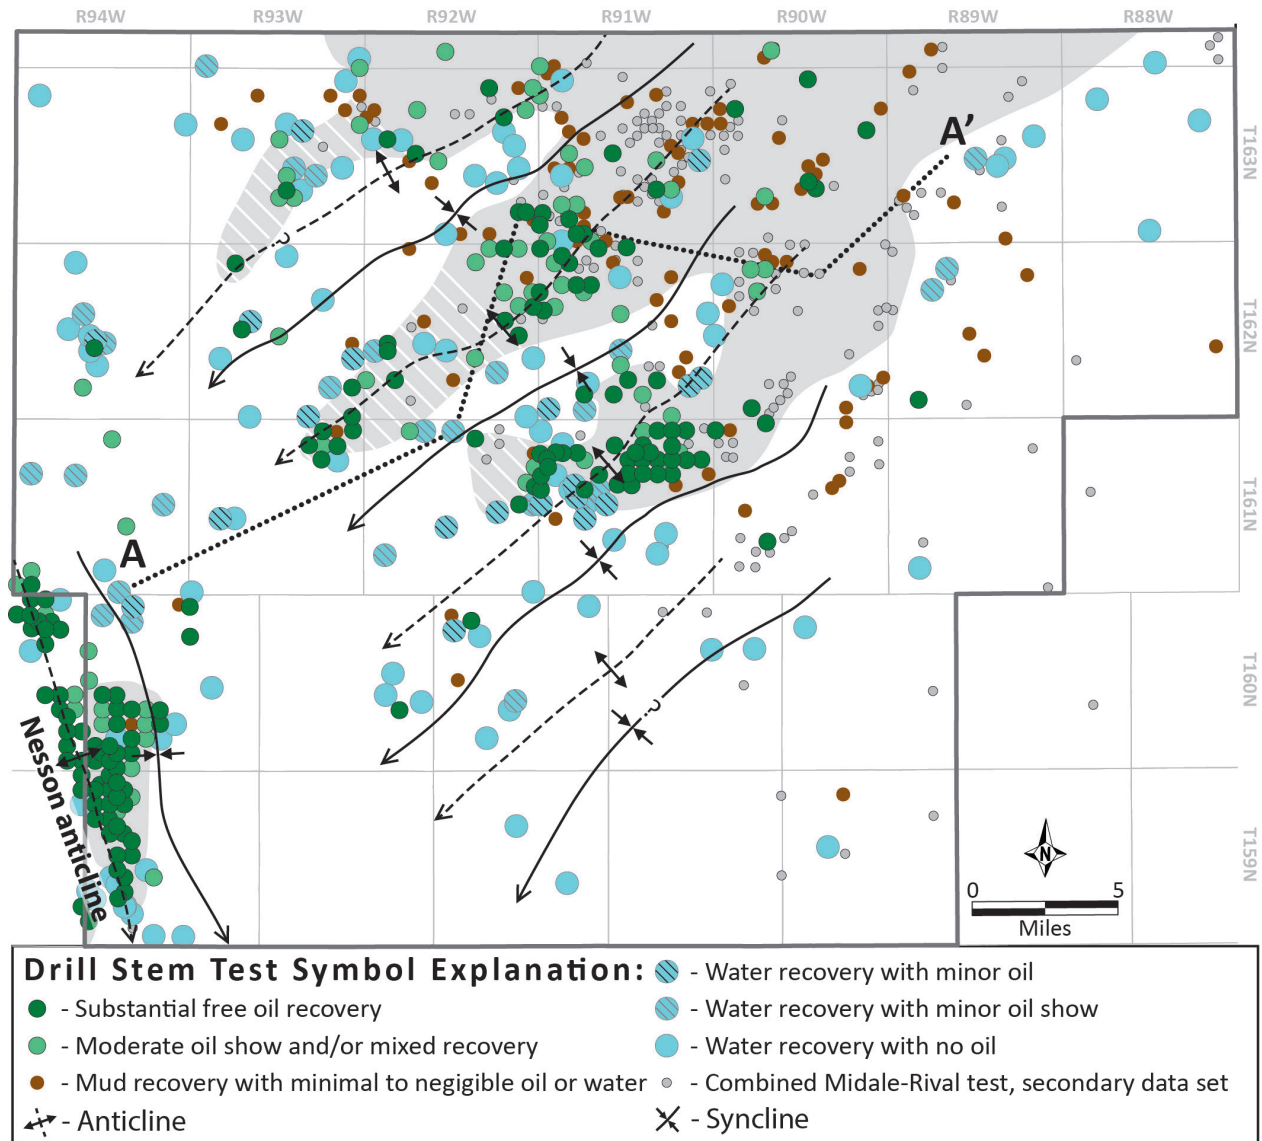 R94W R93W R92W R91W R90W R89W R88W
T163N
T162N
T161N
T160N
T159N
A'
A
Nesson anticline
N
0 5
Miles
Drill Stem Test Symbol Explanation:
- Substantial free oil recovery
- Moderate oil show and/or mixed recovery
- Mud recovery with minimal to negigible oil or water
- Anticline
- Water recovery with minor oil
- Water recovery with minor oil show
- Water recovery with no oil
- Combined Midale-Rival test, secondary data set
- Syncline